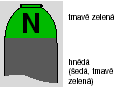 N
tmavě zelená
hnědá
(šedá, tmavě
zelená)